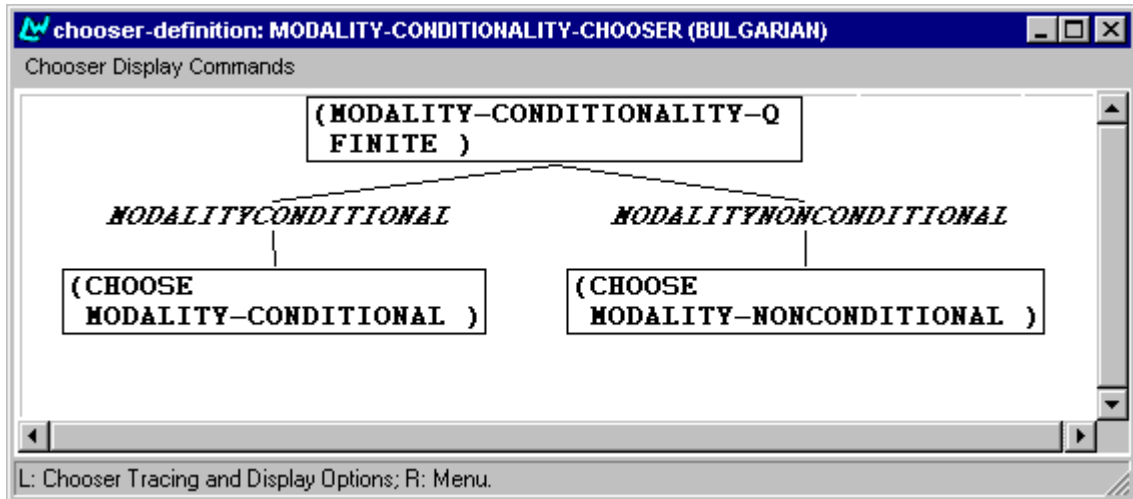 chooser-definition: MODALITY-CONDITIONALITY-CHOOSER (BULGARIAN)
Chooser Display Commands
(MODALITY-CONDITIONALITY-Q
FINITE )
MODALITYCONDITIONAL MODALITYNONCONDITIONAL
(CHOOSE
MODALITY-CONDITIONAL )
(CHOOSE
MODALITY-NONCONDITIONAL )
L: Chooser Tracing and Display Options; R: Menu.